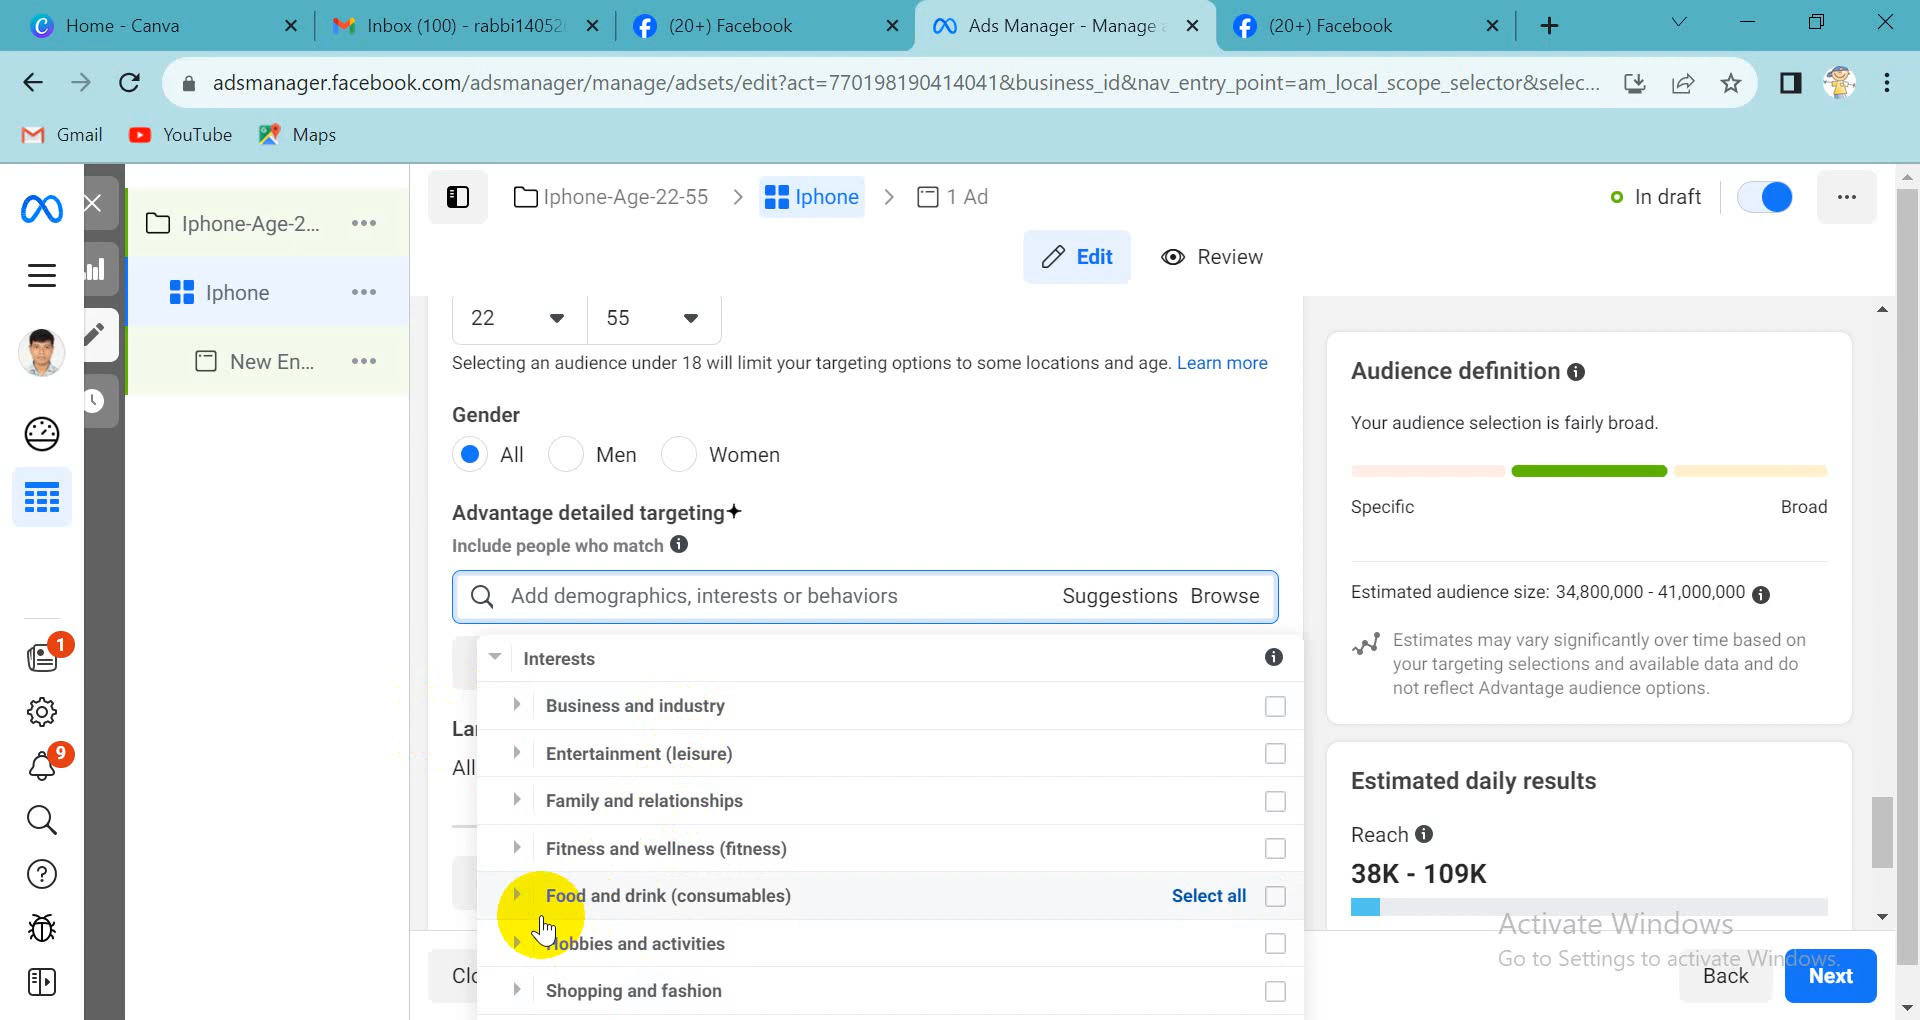 Home - Canva
Inbox (100) - rabbi14052
(20+) Facebook
Ads Manager - Manage a
(20+) Facebook
adsmanager.facebook.com/adsmanager/manage/adsets/edit?act=770198190414041&business_id&nav_entry_point=am_local_scope_selector&selec...
Gmail
YouTube
Maps
Iphone-Age-2...
Iphone
New En...
1
9
Iphone-Age-22-55
Iphone
1 Ad
In draft
Edit
Review
22
55
Selecting an audience under 18 will limit your targeting options to some locations and age. Learn more
Gender
All
Men
Women
Advantage detailed targeting+
Include people who match
Add demographics, interests or behaviors
Suggestions
Browse
Interests
Business and industry
Entertainment (leisure)
Family and relationships
Fitness and wellness (fitness)
Food and drink (consumables)
Select all
Hobbies and activities
Shopping and fashion
La
All
Clo
Audience definition
Your audience selection is fairly broad.
Specific
Broad
Estimated audience size: 34,800,000 - 41,000,000
Estimates may vary significantly over time based on
your targeting selections and available data and do
not reflect Advantage audience options.
Estimated daily results
Reach
38K - 109K
Activate Windows
Go to Settings to activate Windows.
Back
Next